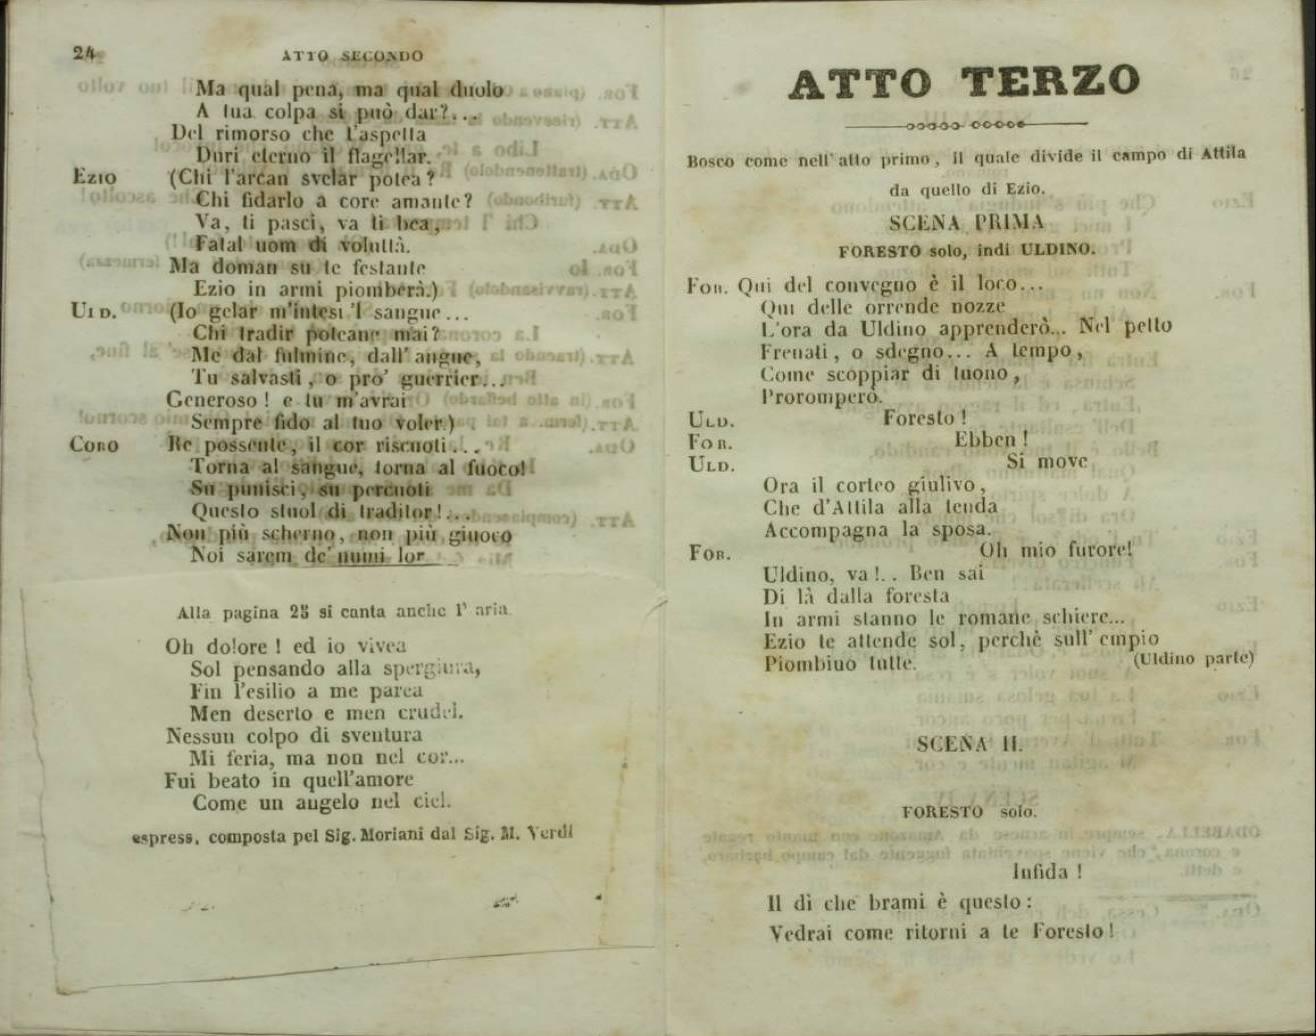 24
ATTO SECONDO
Ma qual pena, ma qual duolo
A tua colpa si può dar?...
Del rimorso che l'aspetta
Duri eterno il flagellar.
EZIO (Chi l'arcan svelar potea?
Chi fidarlo a core amante?
Va, ti pasci, va ti bea,
Fatal uom di voluttà.
Ma doman su te festante
Ezio in armi piomberà.)
ULD. (Io gelar m'intesi 'l sangue...
Chi tradir poteane mai?
Me dal fulmine, dall'angue,
Tu salvasti, o pro' guerrier...
Generoso! e tu m'avrai
Sempre fido al tuo voler.)
CORO Re possente, il cor riscuoti...
Torna al sangue, torna al fuoco!
Su punisci, su percuoti
Questo stuol di traditor!...
Non più scherno, non più giuoco
Noi sarem de' numi lor
Alla pagina 25 si canta anche l'aria
Oh dolore! ed io vivea
Sol pensando alla spergiura,
Fin l'esilio a me parea
Men deserto e men crudel.
Nessun colpo di sventura
Mi feria, ma non nel cor...
Fui beato in quell'amore
Come un angelo nel ciel.
espress. composta pel Sig. Moriani dal Sig. M. Verdi
ATTO TERZO
Bosco come nell'atto primo, il quale divide il campo di Attila
da quello di Ezio.
SCENA PRIMA
FORESTO solo, indi ULDINO.
FOR. Qui del convegno è il loco...
Qui delle orrende nozze
L'ora da Uldino apprenderò... Nel petto
Frenati, o sdegno... A tempo,
Come scoppiar di tuono,
Proromperò.
ULD. Foresto!
FOR. Ebben!
ULD. Si move
Ora il corteo giulivo,
Che d'Attila alla tenda
Accompagna la sposa.
FOR. Oh mio furore!
Uldino, va!.. Ben sai
Di là dalla foresta
In armi stanno le romane schiere...
Ezio te attende sol, perchè sull'empio
Piombino tutte. (Uldino parte)
SCENA II.
FORESTO solo.
Infida!
Il dì che brami è questo:
Vedrai come ritorni a te Foresto!